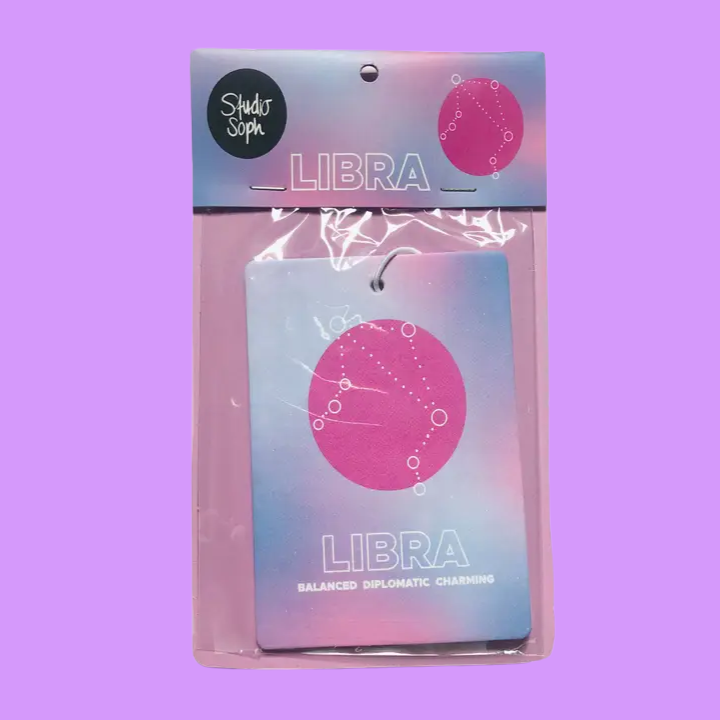 Studio
Soph
LIBRA
LIBRA
BALANCED DIPLOMATIC CHARMING